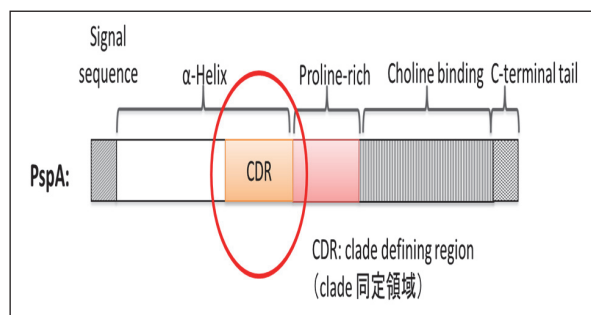 Signal
sequence
α-Helix
Proline-rich
Choline binding
C-terminal tail
PspA:
CDR
CDR: clade defining region
(clade 同定領域)